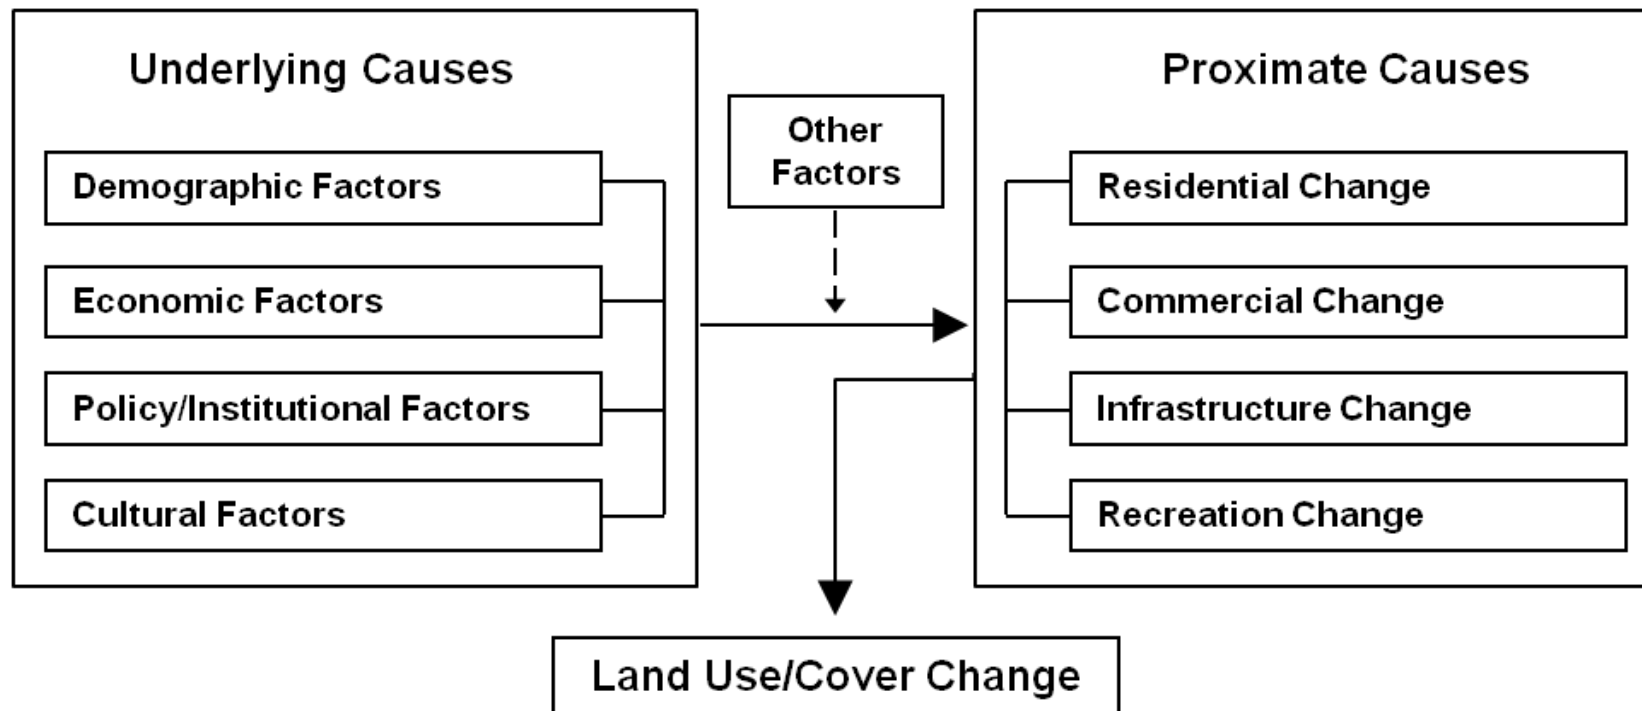 Underlying Causes
Demographic Factors
Economic Factors
Policy/Institutional Factors
Cultural Factors
Other
Factors
Proximate Causes
Residential Change
Commercial Change
Infrastructure Change
Recreation Change
Land Use/Cover Change